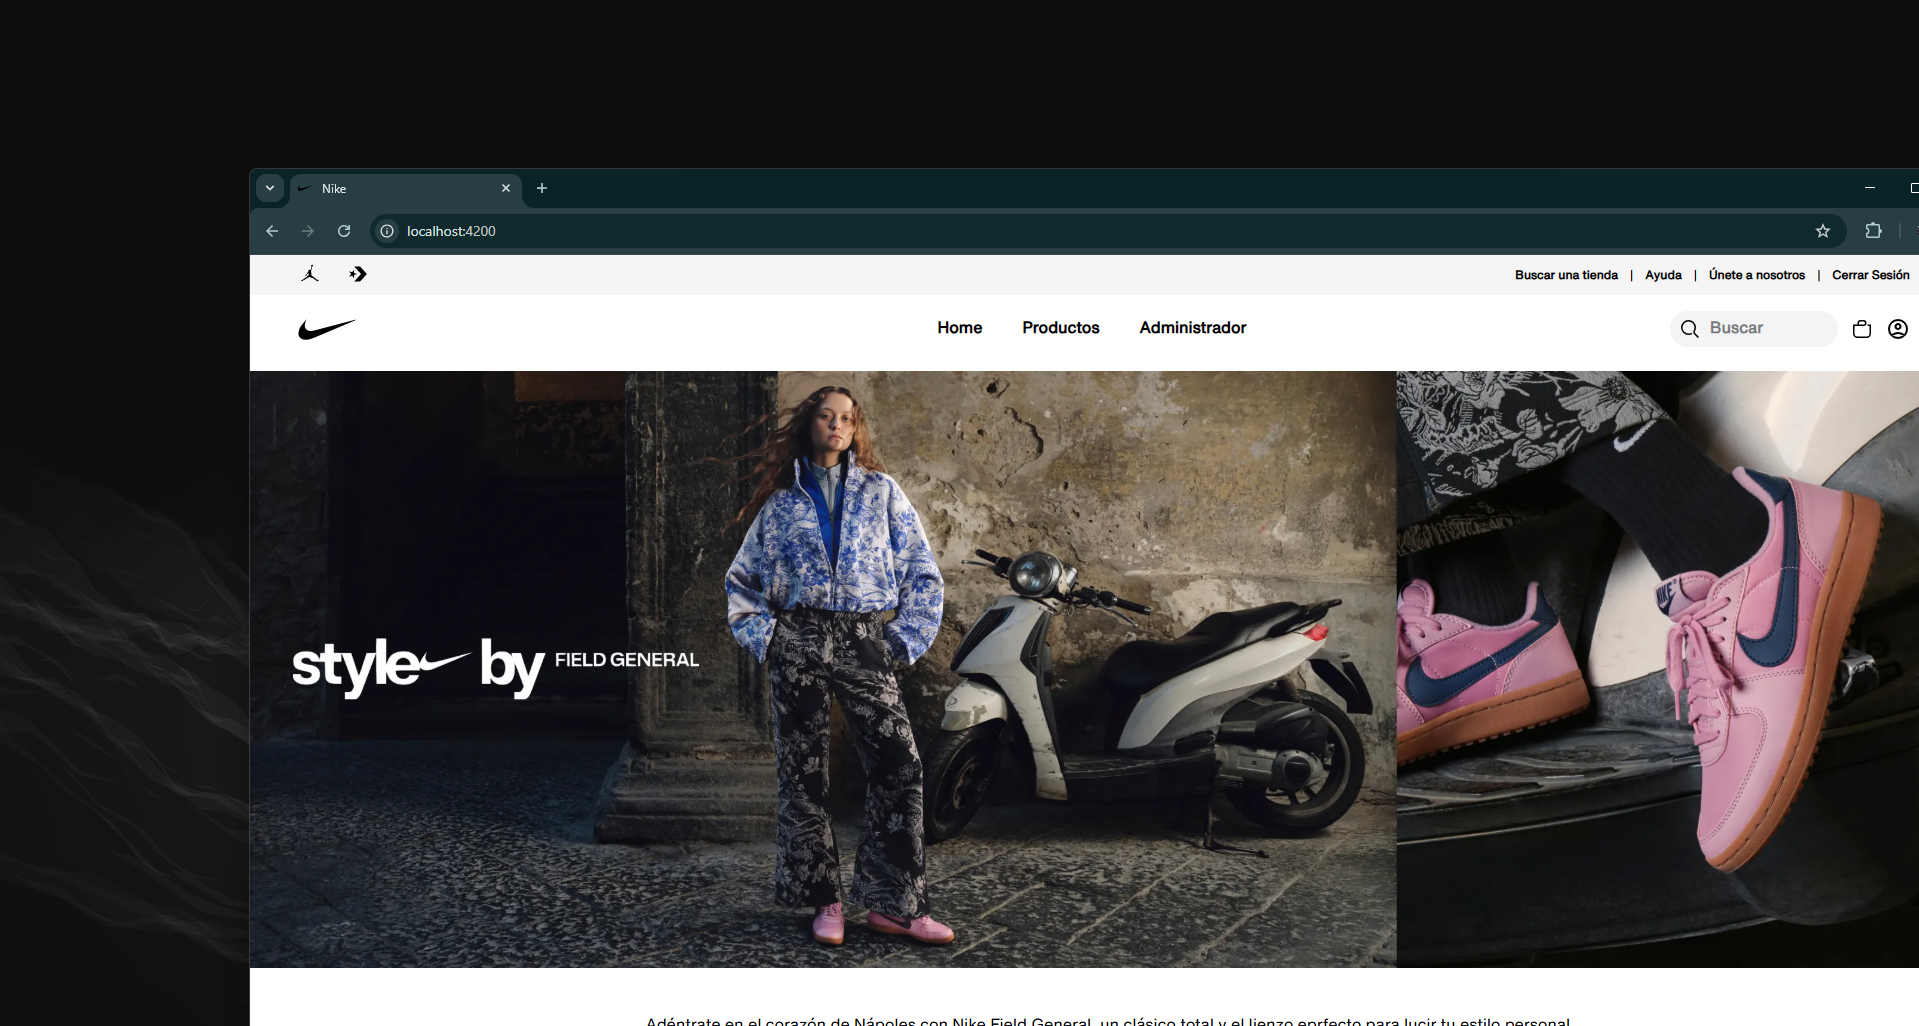 Nike
localhost:4200
Buscar una tienda | Ayuda | Únete a nosotros | Cerrar Sesión
Home Productos Administrador
Buscar
style by FIELD GENERAL
NIKE
Adéntrate en el corazón de Nápoles con Nike Field General, un clásico total y el lienzo eprfecto para lucir tu estilo personal